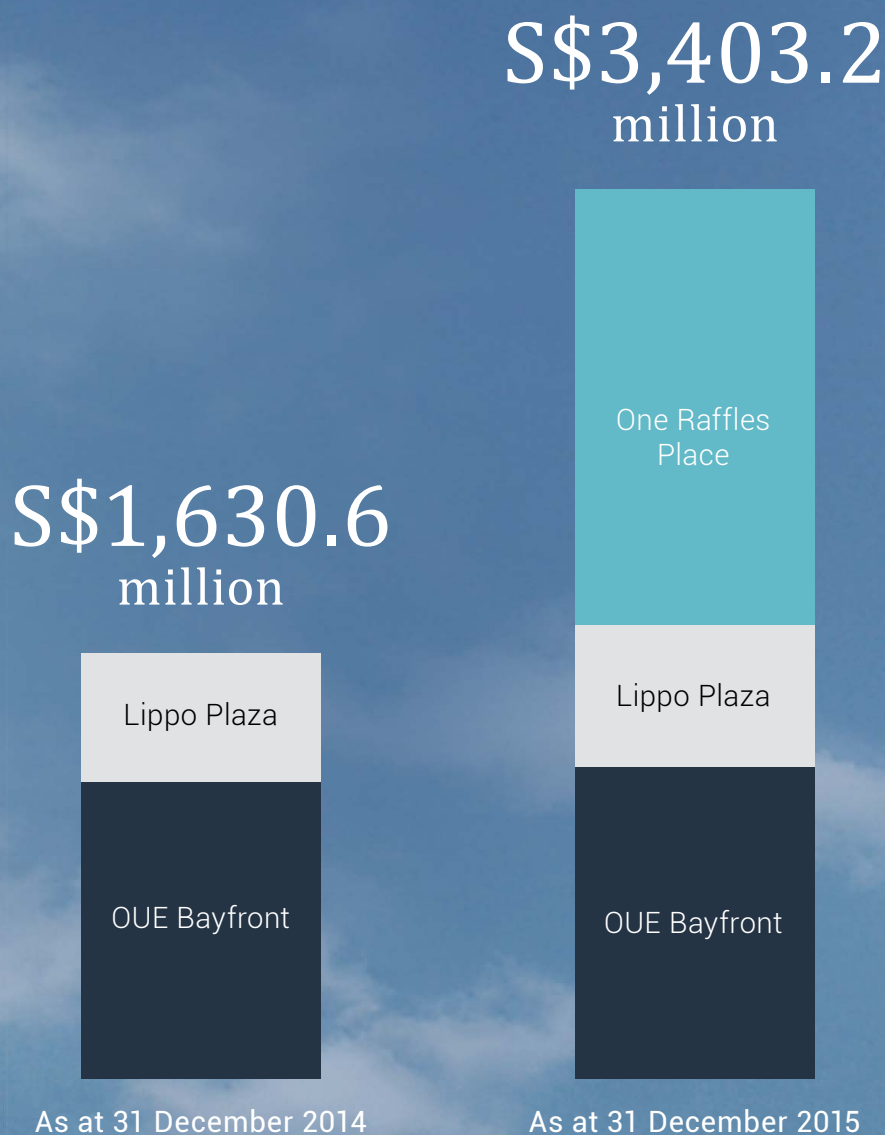 S$3,403.2
million
One Raffles
Place
Lippo Plaza
OUE Bayfront
As at 31 December 2015
S$1,630.6
million
Lippo Plaza
OUE Bayfront
As at 31 December 2014